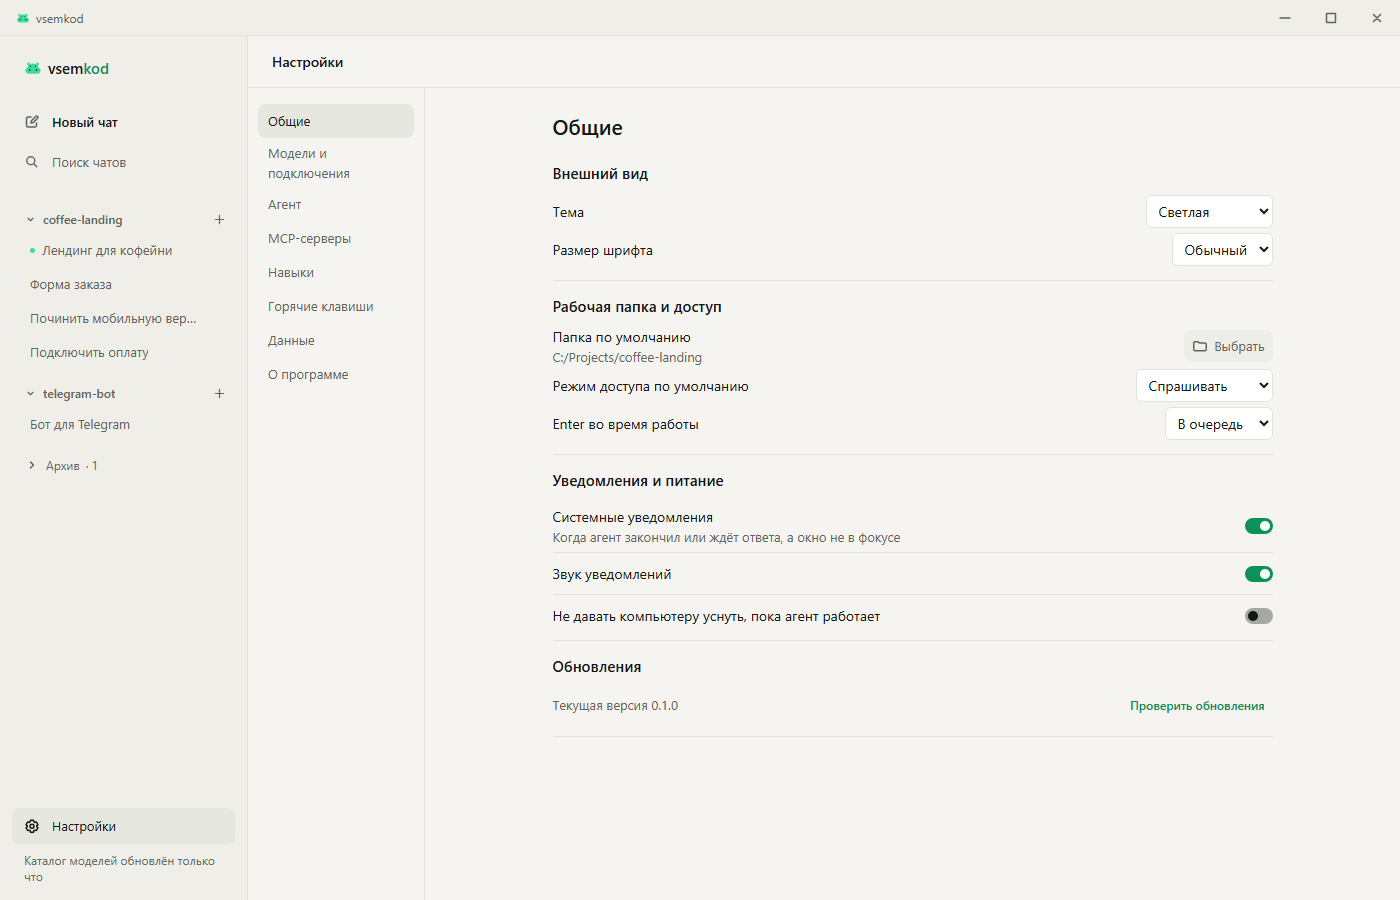 vsemkod
vsemkod
Новый чат
Поиск чатов
coffee-landing
Лендинг для кофейни
Форма заказа
Починить мобильную вер...
Подключить оплату
telegram-bot
Бот для Telegram
Архив · 1
Настройки
Каталог моделей обновлён только
что
Настройки
Общие
Модели и
подключения
Агент
MCP-серверы
Навыки
Горячие клавиши
Данные
О программе
Общие
Внешний вид
Тема
Светлая
Размер шрифта
Обычный
Рабочая папка и доступ
Папка по умолчанию
C:/Projects/coffee-landing
Выбрать
Режим доступа по умолчанию
Спрашивать
Enter во время работы
В очередь
Уведомления и питание
Системные уведомления
Когда агент закончил или ждёт ответа, а окно не в фокусе
Звук уведомлений
Не давать компьютеру уснуть, пока агент работает
Обновления
Текущая версия 0.1.0
Проверить обновления